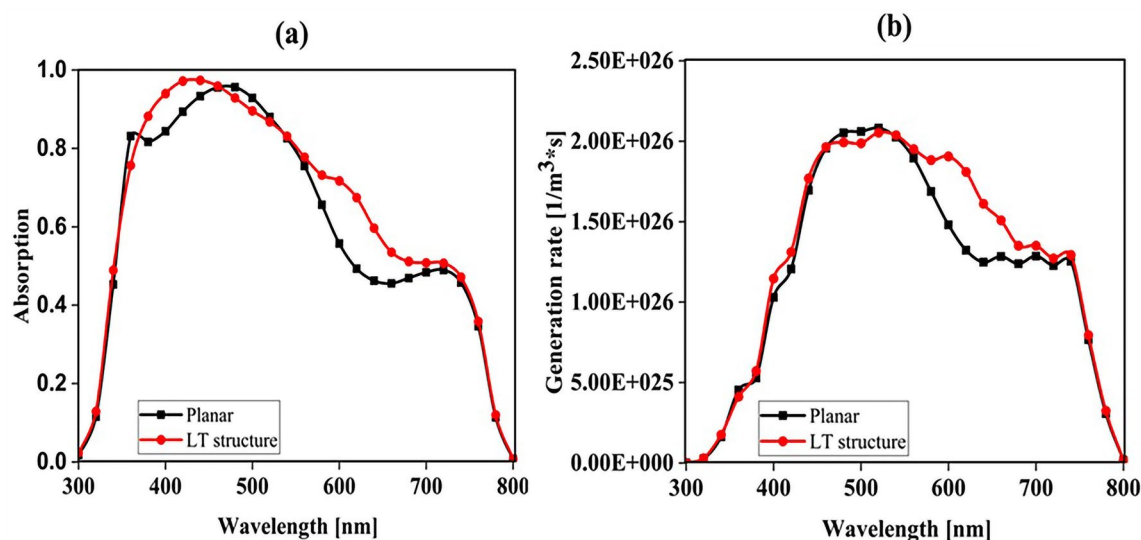 (a)
1.0
0.8
0.6
0.4
0.2
0.0
Absorption
Planar
LT structure
300 400 500 600 700 800
Wavelength [nm]
(b)
2.50E+026
2.00E+026
1.50E+026
1.00E+026
5.00E+025
0.00E+000
Generation rate [1/m³*s]
Planar
LT structure
300 400 500 600 700 800
Wavelength [nm]